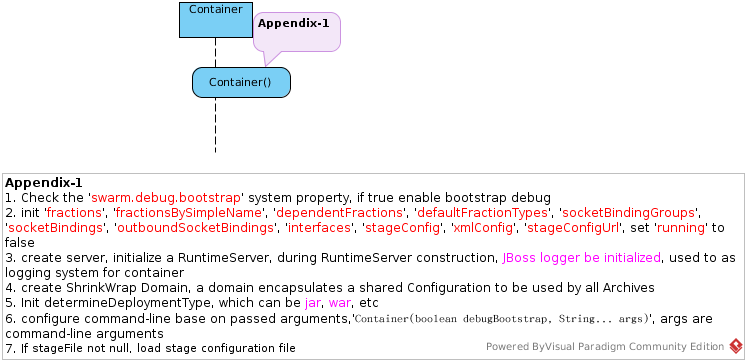 Container
Appendix-1
Container()
Appendix-1
1. Check the 'swarm.debug.bootstrap' system property, if true enable bootstrap debug
2. init 'fractions', 'fractionsBySimpleName', 'dependentFractions', 'defaultFractionTypes', 'socketBindingGroups',
'socketBindings', 'outboundSocketBindings', 'interfaces', 'stageConfig', 'xmlConfig', 'stageConfigUrl', set 'running' to
false
3. create server, initialize a RuntimeServer, during RuntimeServer construction, JBoss logger be initialized, used to as
logging system for container
4. create ShrinkWrap Domain, a domain encapsulates a shared Configuration to be used by all Archives
5. Init determineDeploymentType, which can be jar, war, etc
6. configure command-line base on passed arguments,'Container(boolean debugBootstrap, String... args)', args are
command-line arguments
7, If stageFile not null, load stage configuration file
Powered ByVisual Paradigm Community Edition